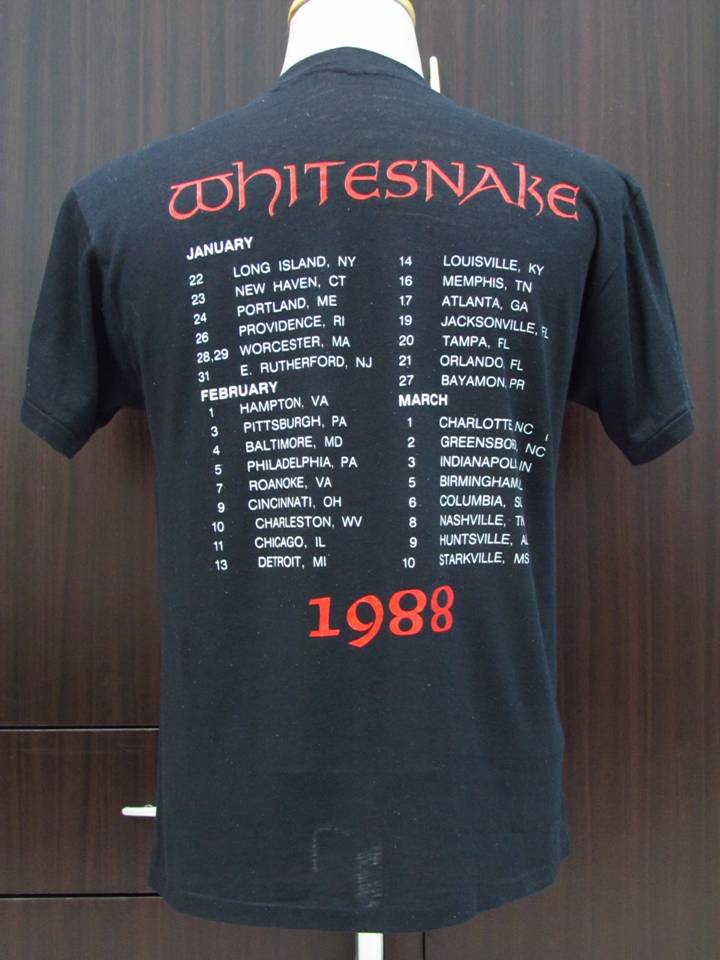 WHITESNAKE
JANUARY
22 LONG ISLAND, NY
23 NEW HAVEN, CT
24 PORTLAND, ME
26 PROVIDENCE, RI
28,29 WORCESTER, MA
31 E. RUTHERFORD, NJ
FEBRUARY
1 HAMPTON, VA
3 PITTSBURGH, PA
4 BALTIMORE, MD
5 PHILADELPHIA, PA
7 ROANOKE, VA
9 CINCINNATI, OH
10 CHARLESTON, WV
11 CHICAGO, IL
13 DETROIT, MI
14 LOUISVILLE, KY
16 MEMPHIS, TN
17 ATLANTA, GA
19 JACKSONVILLE, FL
20 TAMPA, FL
21 ORLANDO, FL
27 BAYAMON, PR
MARCH
1 CHARLOTTE, NC
2 GREENSBORO, NC
3 INDIANAPOLIS, IN
5 BIRMINGHAM,
6 COLUMBIA,
8 NASHVILLE, TN
9 HUNTSVILLE,
10 STARKVILLE, MS
1988